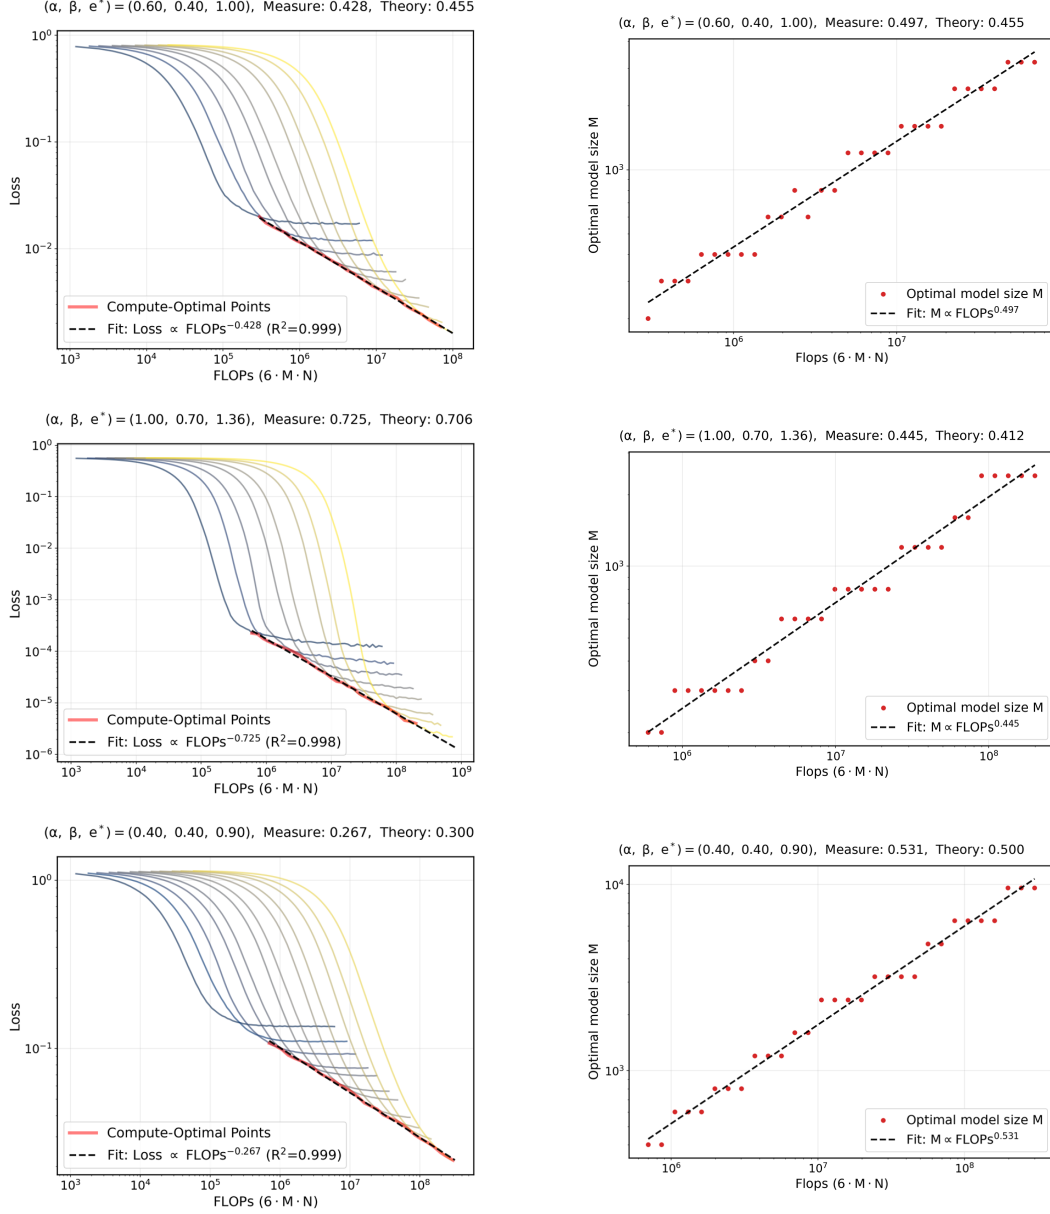 (α, β, e*) = (0.60, 0.40, 1.00), Measure: 0.428, Theory: 0.455
10⁰
10⁻¹
10⁻²
Loss
Compute-Optimal Points
Fit: Loss ∝ FLOPs⁻⁰·⁴²⁸ (R²=0.999)
10³ 10⁴ 10⁵ 10⁶ 10⁷ 10⁸
FLOPs (6 · M · N)
(α, β, e*) = (0.60, 0.40, 1.00), Measure: 0.497, Theory: 0.455
10³
Optimal model size M
Optimal model size M
Fit: M ∝ FLOPs⁰·⁴⁹⁷
10⁶ 10⁷
Flops (6 · M · N)
(α, β, e*) = (1.00, 0.70, 1.36), Measure: 0.725, Theory: 0.706
10⁰
10⁻¹
10⁻²
10⁻³
10⁻⁴
10⁻⁵
10⁻⁶
Loss
Compute-Optimal Points
Fit: Loss ∝ FLOPs⁻⁰·⁷²⁵ (R²=0.998)
10³ 10⁴ 10⁵ 10⁶ 10⁷ 10⁸ 10⁹
FLOPs (6 · M · N)
(α, β, e*) = (1.00, 0.70, 1.36), Measure: 0.445, Theory: 0.412
10³
Optimal model size M
Optimal model size M
Fit: M ∝ FLOPs⁰·⁴⁴⁵
10⁶ 10⁷ 10⁸
Flops (6 · M · N)
(α, β, e*) = (0.40, 0.40, 0.90), Measure: 0.267, Theory: 0.300
10⁰
10⁻¹
Loss
Compute-Optimal Points
Fit: Loss ∝ FLOPs⁻⁰·²⁶⁷ (R²=0.999)
10³ 10⁴ 10⁵ 10⁶ 10⁷ 10⁸
FLOPs (6 · M · N)
(α, β, e*) = (0.40, 0.40, 0.90), Measure: 0.531, Theory: 0.500
10⁴
10³
Optimal model size M
Optimal model size M
Fit: M ∝ FLOPs⁰·⁵³¹
10⁶ 10⁷ 10⁸
Flops (6 · M · N)